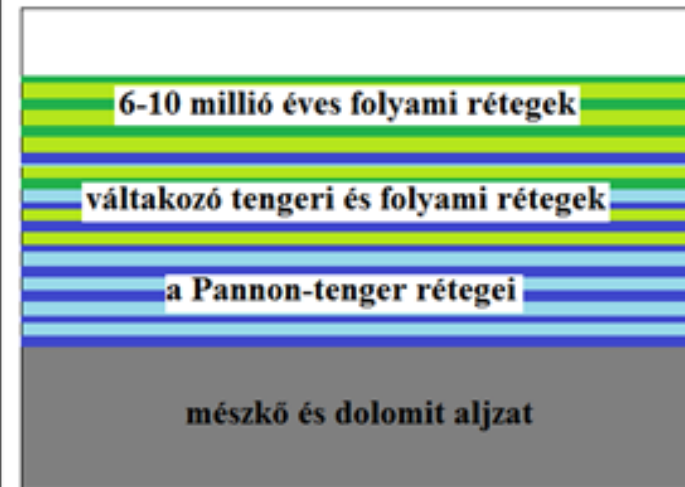 6-10 millió éves folyami rétegek
váltakozó tengeri és folyami rétegek
a Pannon-tenger rétegei
mészkő és dolomit aljzat